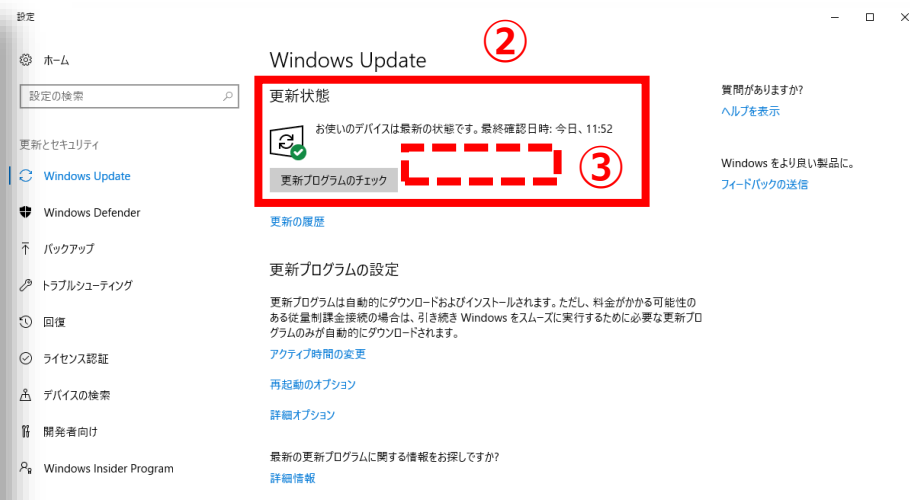 設定
ホーム
設定の検索
更新とセキュリティ
Windows Update
Windows Defender
バックアップ
トラブルシューティング
回復
ライセンス認証
デバイスの検索
開発者向け
Windows Insider Program
Windows Update
②
更新状態
お使いのデバイスは最新の状態です。最終確認日時: 今日、11:52
③
更新プログラムのチェック
更新の履歴
更新プログラムの設定
更新プログラムは自動的にダウンロードおよびインストールされます。ただし、料金がかかる可能性の
ある従量制課金接続の場合は、引き続き Windows をスムーズに実行するために必要な更新プロ
グラムのみが自動的にダウンロードされます。
アクティブ時間の変更
再起動のオプション
詳細オプション
最新の更新プログラムに関する情報をお探しですか?
詳細情報
質問がありますか?
ヘルプを表示
Windows をより良い製品に。
フィードバックの送信